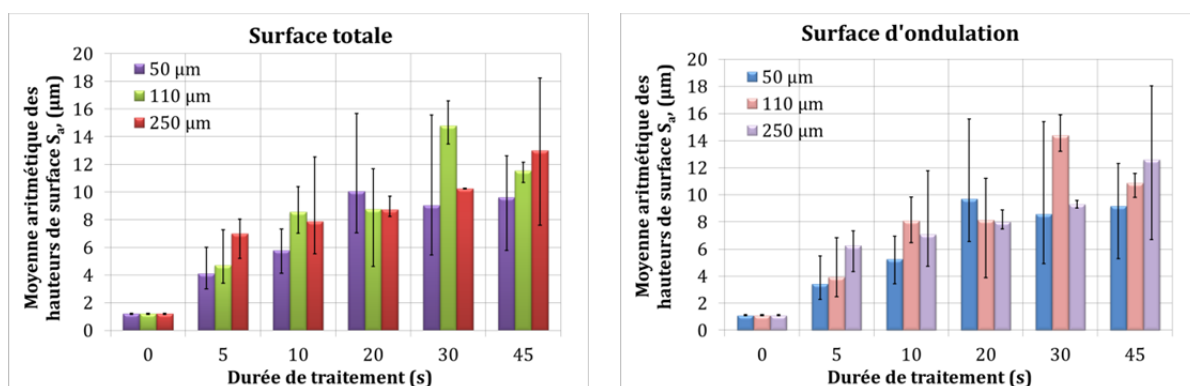 Surface totale
Moyenne aritmétique des
hauteurs de surface Sa, (µm)
20
18
16
14
12
10
8
6
4
2
0
50 µm
110 µm
250 µm
0 5 10 20 30 45
Durée de traitement (s)
Surface d'ondulation
Moyenne aritmétique des
hauteurs de surface Sa, (µm)
20
18
16
14
12
10
8
6
4
2
0
50 µm
110 µm
250 µm
0 5 10 20 30 45
Durée de traitement (s)